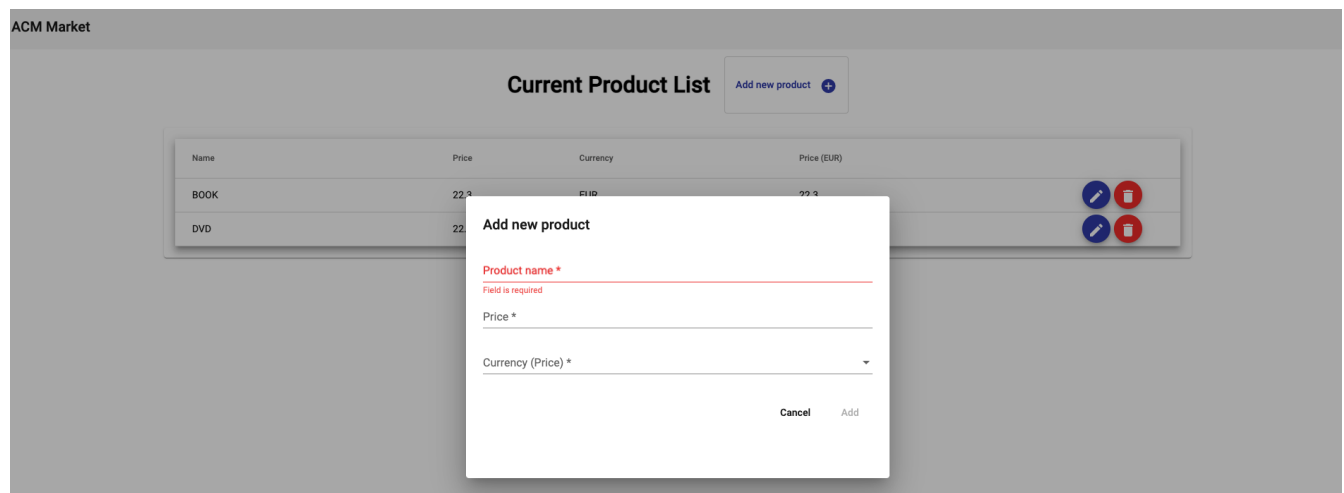 ACM Market
Current Product List Add new product
Name Price Currency Price (EUR)
BOOK 22.3 EUR 22.3
DVD 22.
Add new product
Product name *
Field is required
Price *
Currency (Price) *
Cancel Add